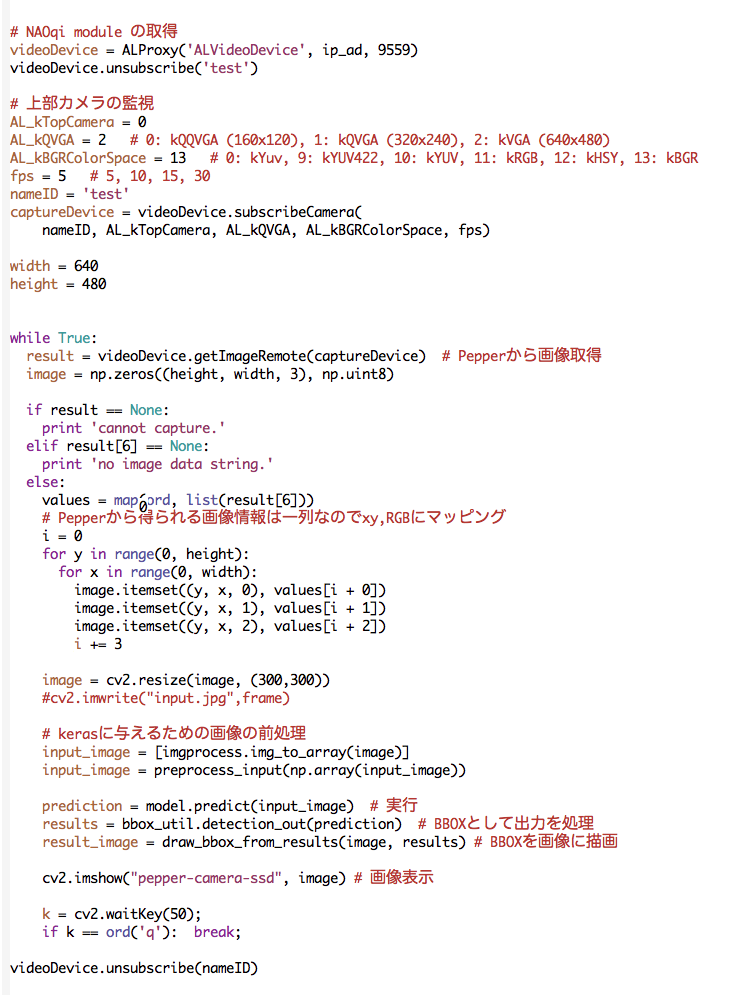 # NAOqi module の取得
videoDevice = ALProxy('ALVideoDevice', ip_ad, 9559)
videoDevice.unsubscribe('test')

# 上部カメラの監視
AL_kTopCamera = 0
AL_kQVGA = 2   # 0: kQQVGA (160x120), 1: kQVGA (320x240), 2: kVGA (640x480)
AL_kBGRColorSpace = 13   # 0: kYuv, 9: kYUV422, 10: kYUV, 11: kRGB, 12: kHSY, 13: kBGR
fps = 5   # 5, 10, 15, 30
nameID = 'test'
captureDevice = videoDevice.subscribeCamera(
    nameID, AL_kTopCamera, AL_kQVGA, AL_kBGRColorSpace, fps)

width = 640
height = 480


while True:
  result = videoDevice.getImageRemote(captureDevice)  # Pepperから画像取得
  image = np.zeros((height, width, 3), np.uint8)

  if result == None:
    print 'cannot capture.'
  elif result[6] == None:
    print 'no image data string.'
  else:
    values = map(ord, list(result[6]))
    # Pepperから得られる画像情報は一列なのでxy,RGBにマッピング
    i = 0
    for y in range(0, height):
      for x in range(0, width):
        image.itemset((y, x, 0), values[i + 0])
        image.itemset((y, x, 1), values[i + 1])
        image.itemset((y, x, 2), values[i + 2])
        i += 3

    image = cv2.resize(image, (300,300))
    #cv2.imwrite("input.jpg",frame)

    # kerasに与えるための画像の前処理
    input_image = [imgprocess.img_to_array(image)]
    input_image = preprocess_input(np.array(input_image))

    prediction = model.predict(input_image)  # 実行
    results = bbox_util.detection_out(prediction)  # BBOXとして出力を処理
    result_image = draw_bbox_from_results(image, results) # BBOXを画像に描画

    cv2.imshow("pepper-camera-ssd", image) # 画像表示

    k = cv2.waitKey(50);
    if k == ord('q'):  break;

videoDevice.unsubscribe(nameID)